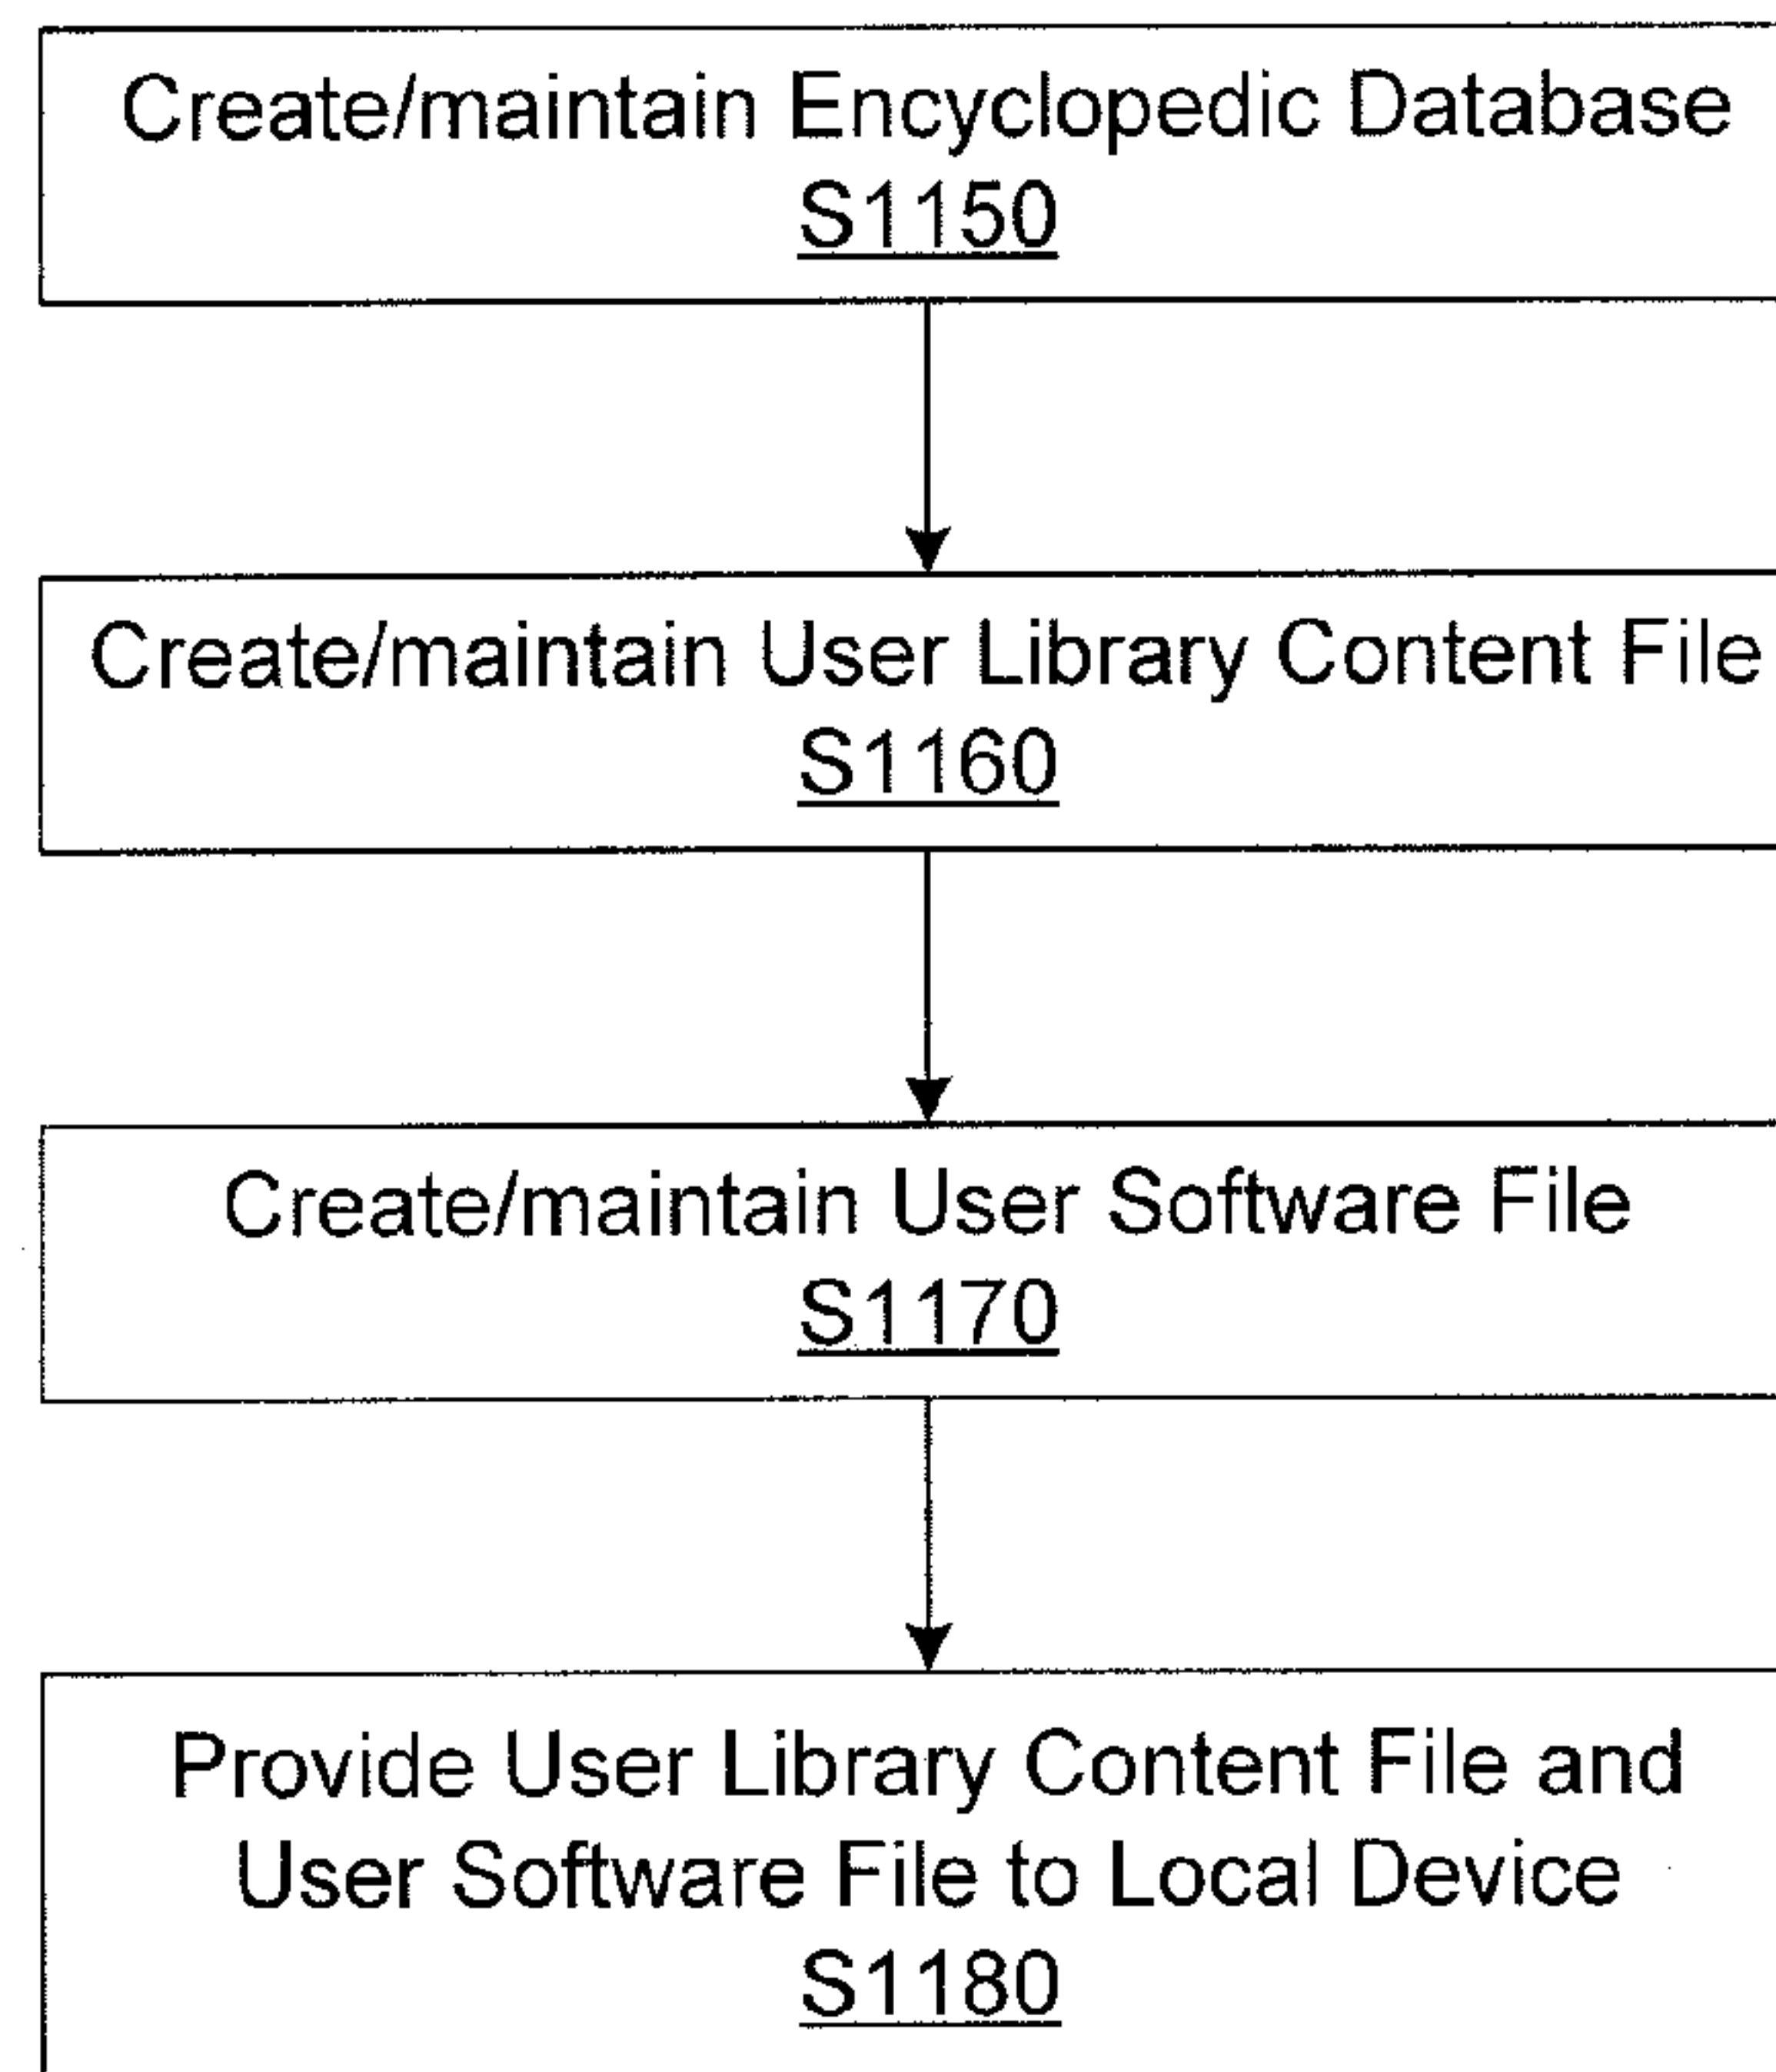 Create/maintain Encyclopedic Database
S1150
Create/maintain User Library Content File
S1160
Create/maintain User Software File
S1170
Provide User Library Content File and
User Software File to Local Device
S1180